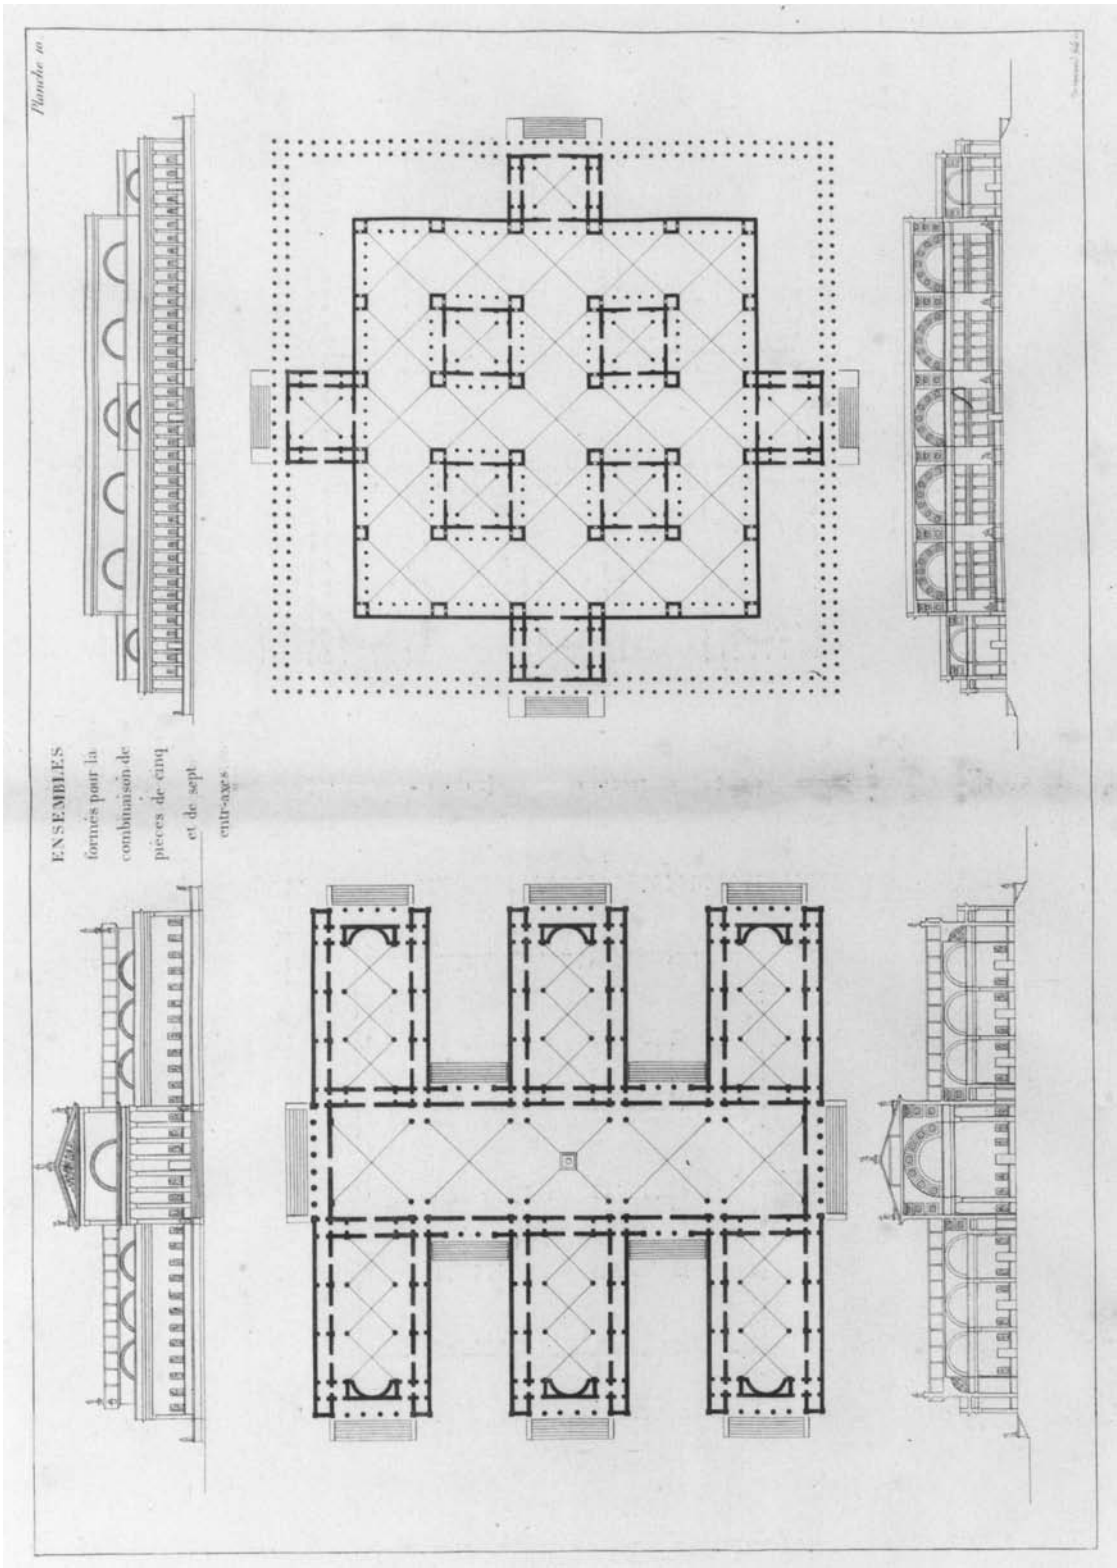 Planche 10.
ENSEMBLES
formés pour la
combinaison de
pièces de cinq
et de sept
entr-axes